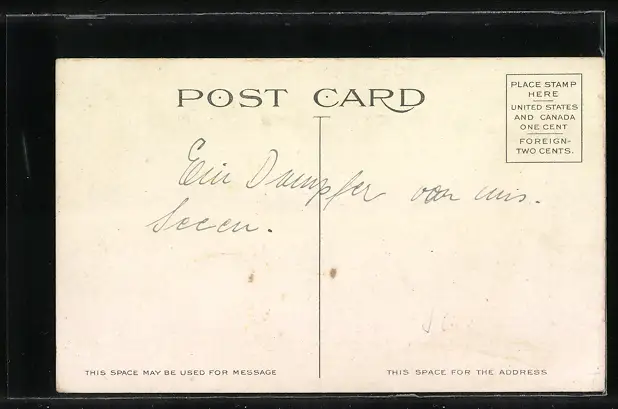 POST CARD
PLACE STAMP
HERE
UNITED STATES
AND CANADA
ONE CENT
FOREIGN-
TWO CENTS.
Ein Dampfer von uns.
THIS SPACE MAY BE USED FOR MESSAGE
THIS SPACE FOR THE ADDRESS